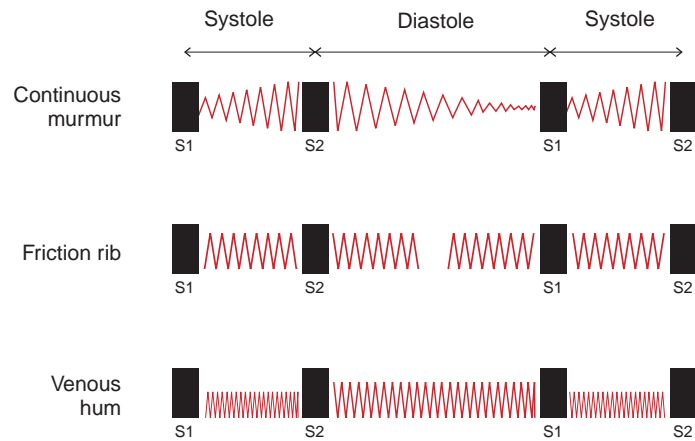 Systole Diastole Systole
Continuous
murmur
S1 S2 S1 S2
Friction rib
S1 S2 S1 S2
Venous
hum
S1 S2 S1 S2